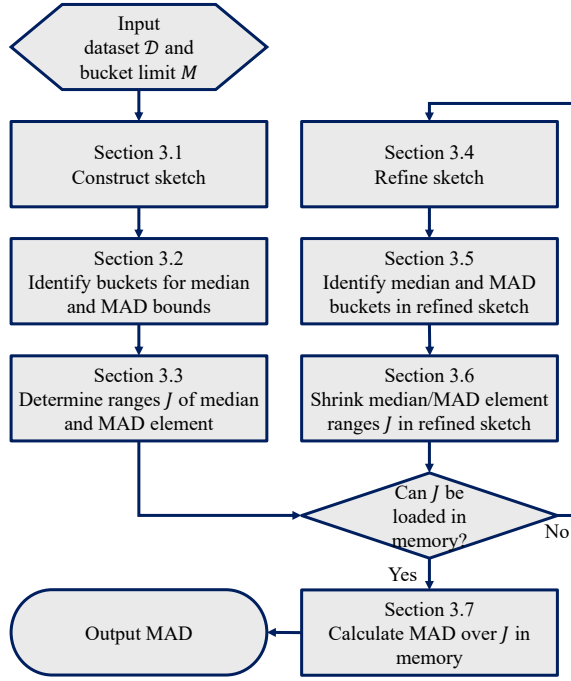 Input
dataset 𝒟 and
bucket limit M
Section 3.1
Construct sketch
Section 3.2
Identify buckets for median
and MAD bounds
Section 3.3
Determine ranges J of median
and MAD element
Section 3.4
Refine sketch
Section 3.5
Identify median and MAD
buckets in refined sketch
Section 3.6
Shrink median/MAD element
ranges J in refined sketch
Can J be
loaded in
memory?
No
Yes
Section 3.7
Calculate MAD over J in
memory
Output MAD